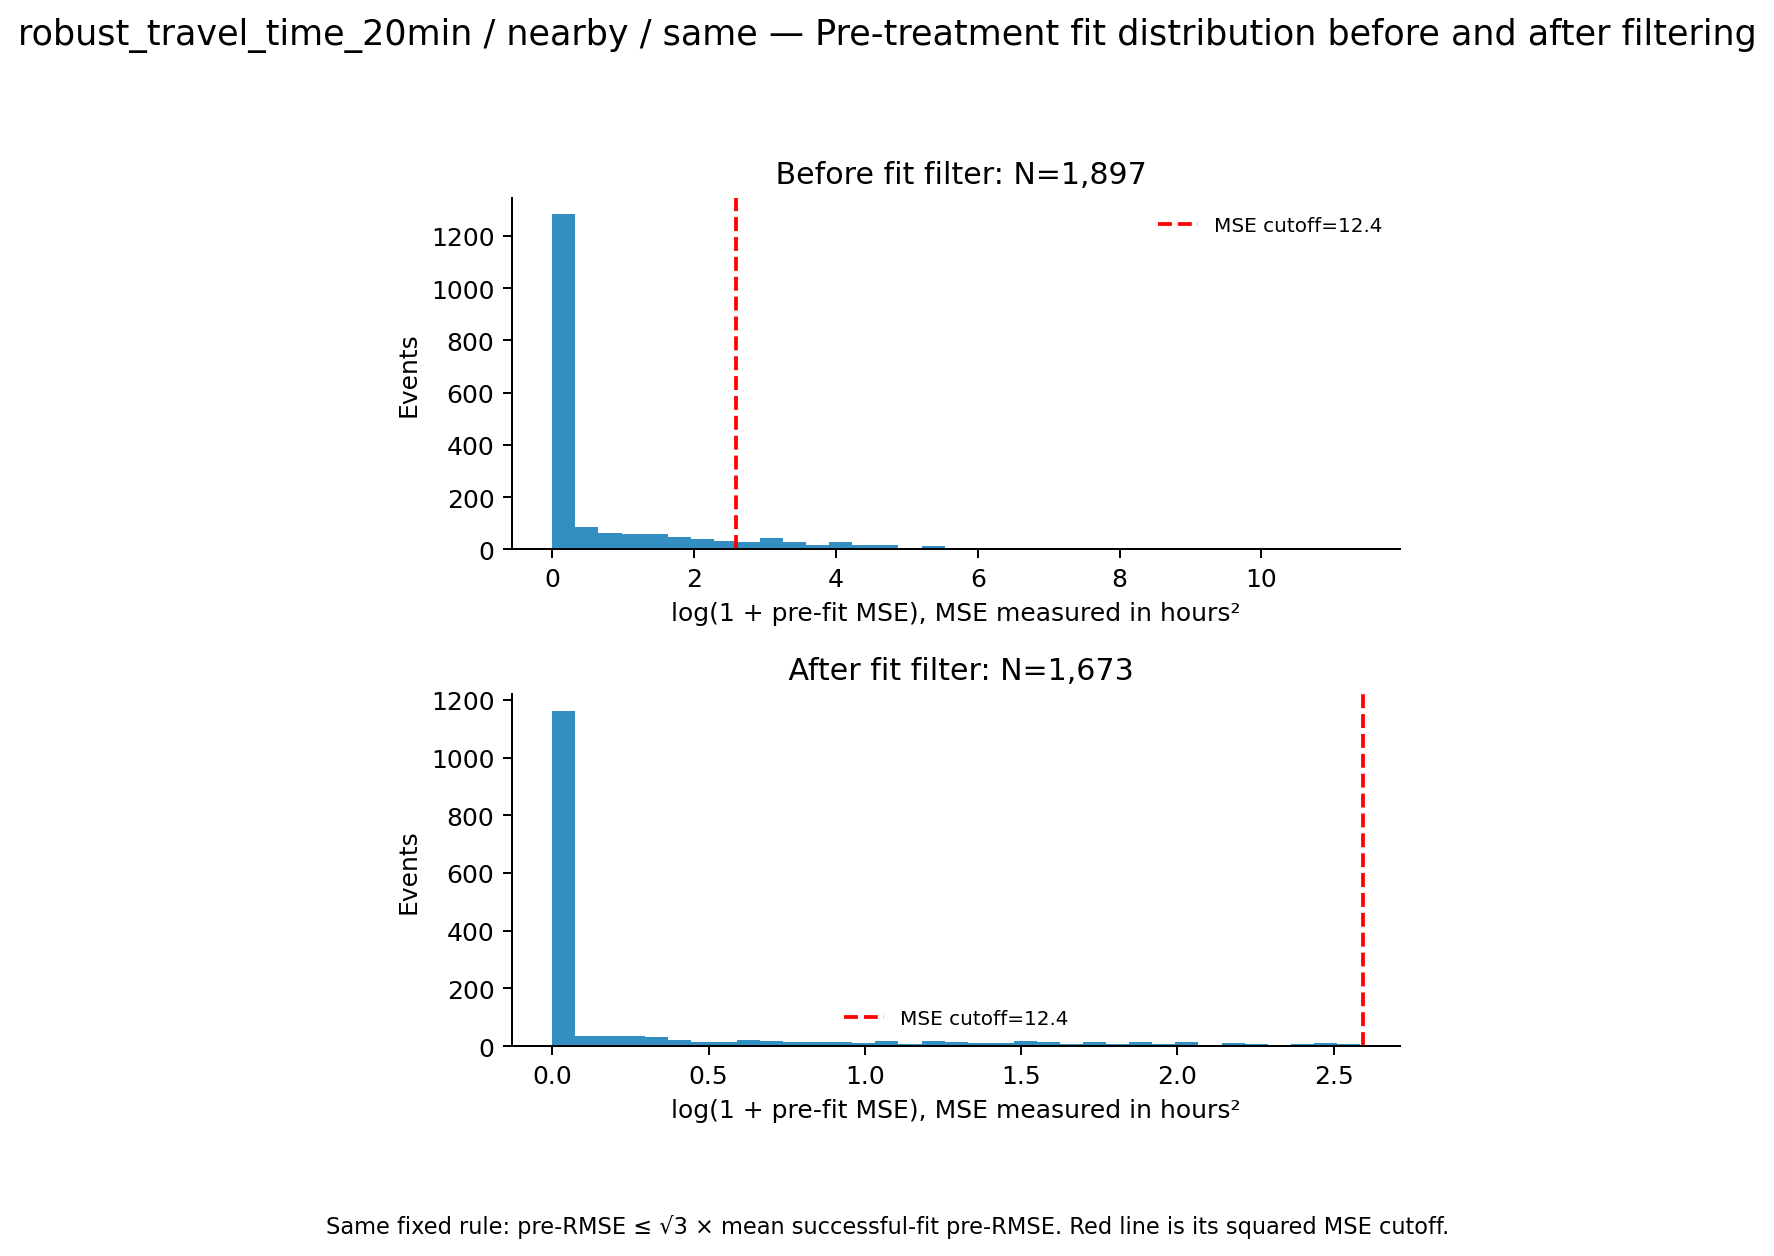 robust_travel_time_20min / nearby / same — Pre-treatment fit distribution before and after filtering
Before fit filter: N=1,897
MSE cutoff=12.4
1200
1000
800
600
400
200
0
Events
0 2 4 6 8 10
log(1 + pre-fit MSE), MSE measured in hours²
After fit filter: N=1,673
1200
1000
800
600
400
200
0
Events
MSE cutoff=12.4
0.0 0.5 1.0 1.5 2.0 2.5
log(1 + pre-fit MSE), MSE measured in hours²
Same fixed rule: pre-RMSE ≤ √3 × mean successful-fit pre-RMSE. Red line is its squared MSE cutoff.